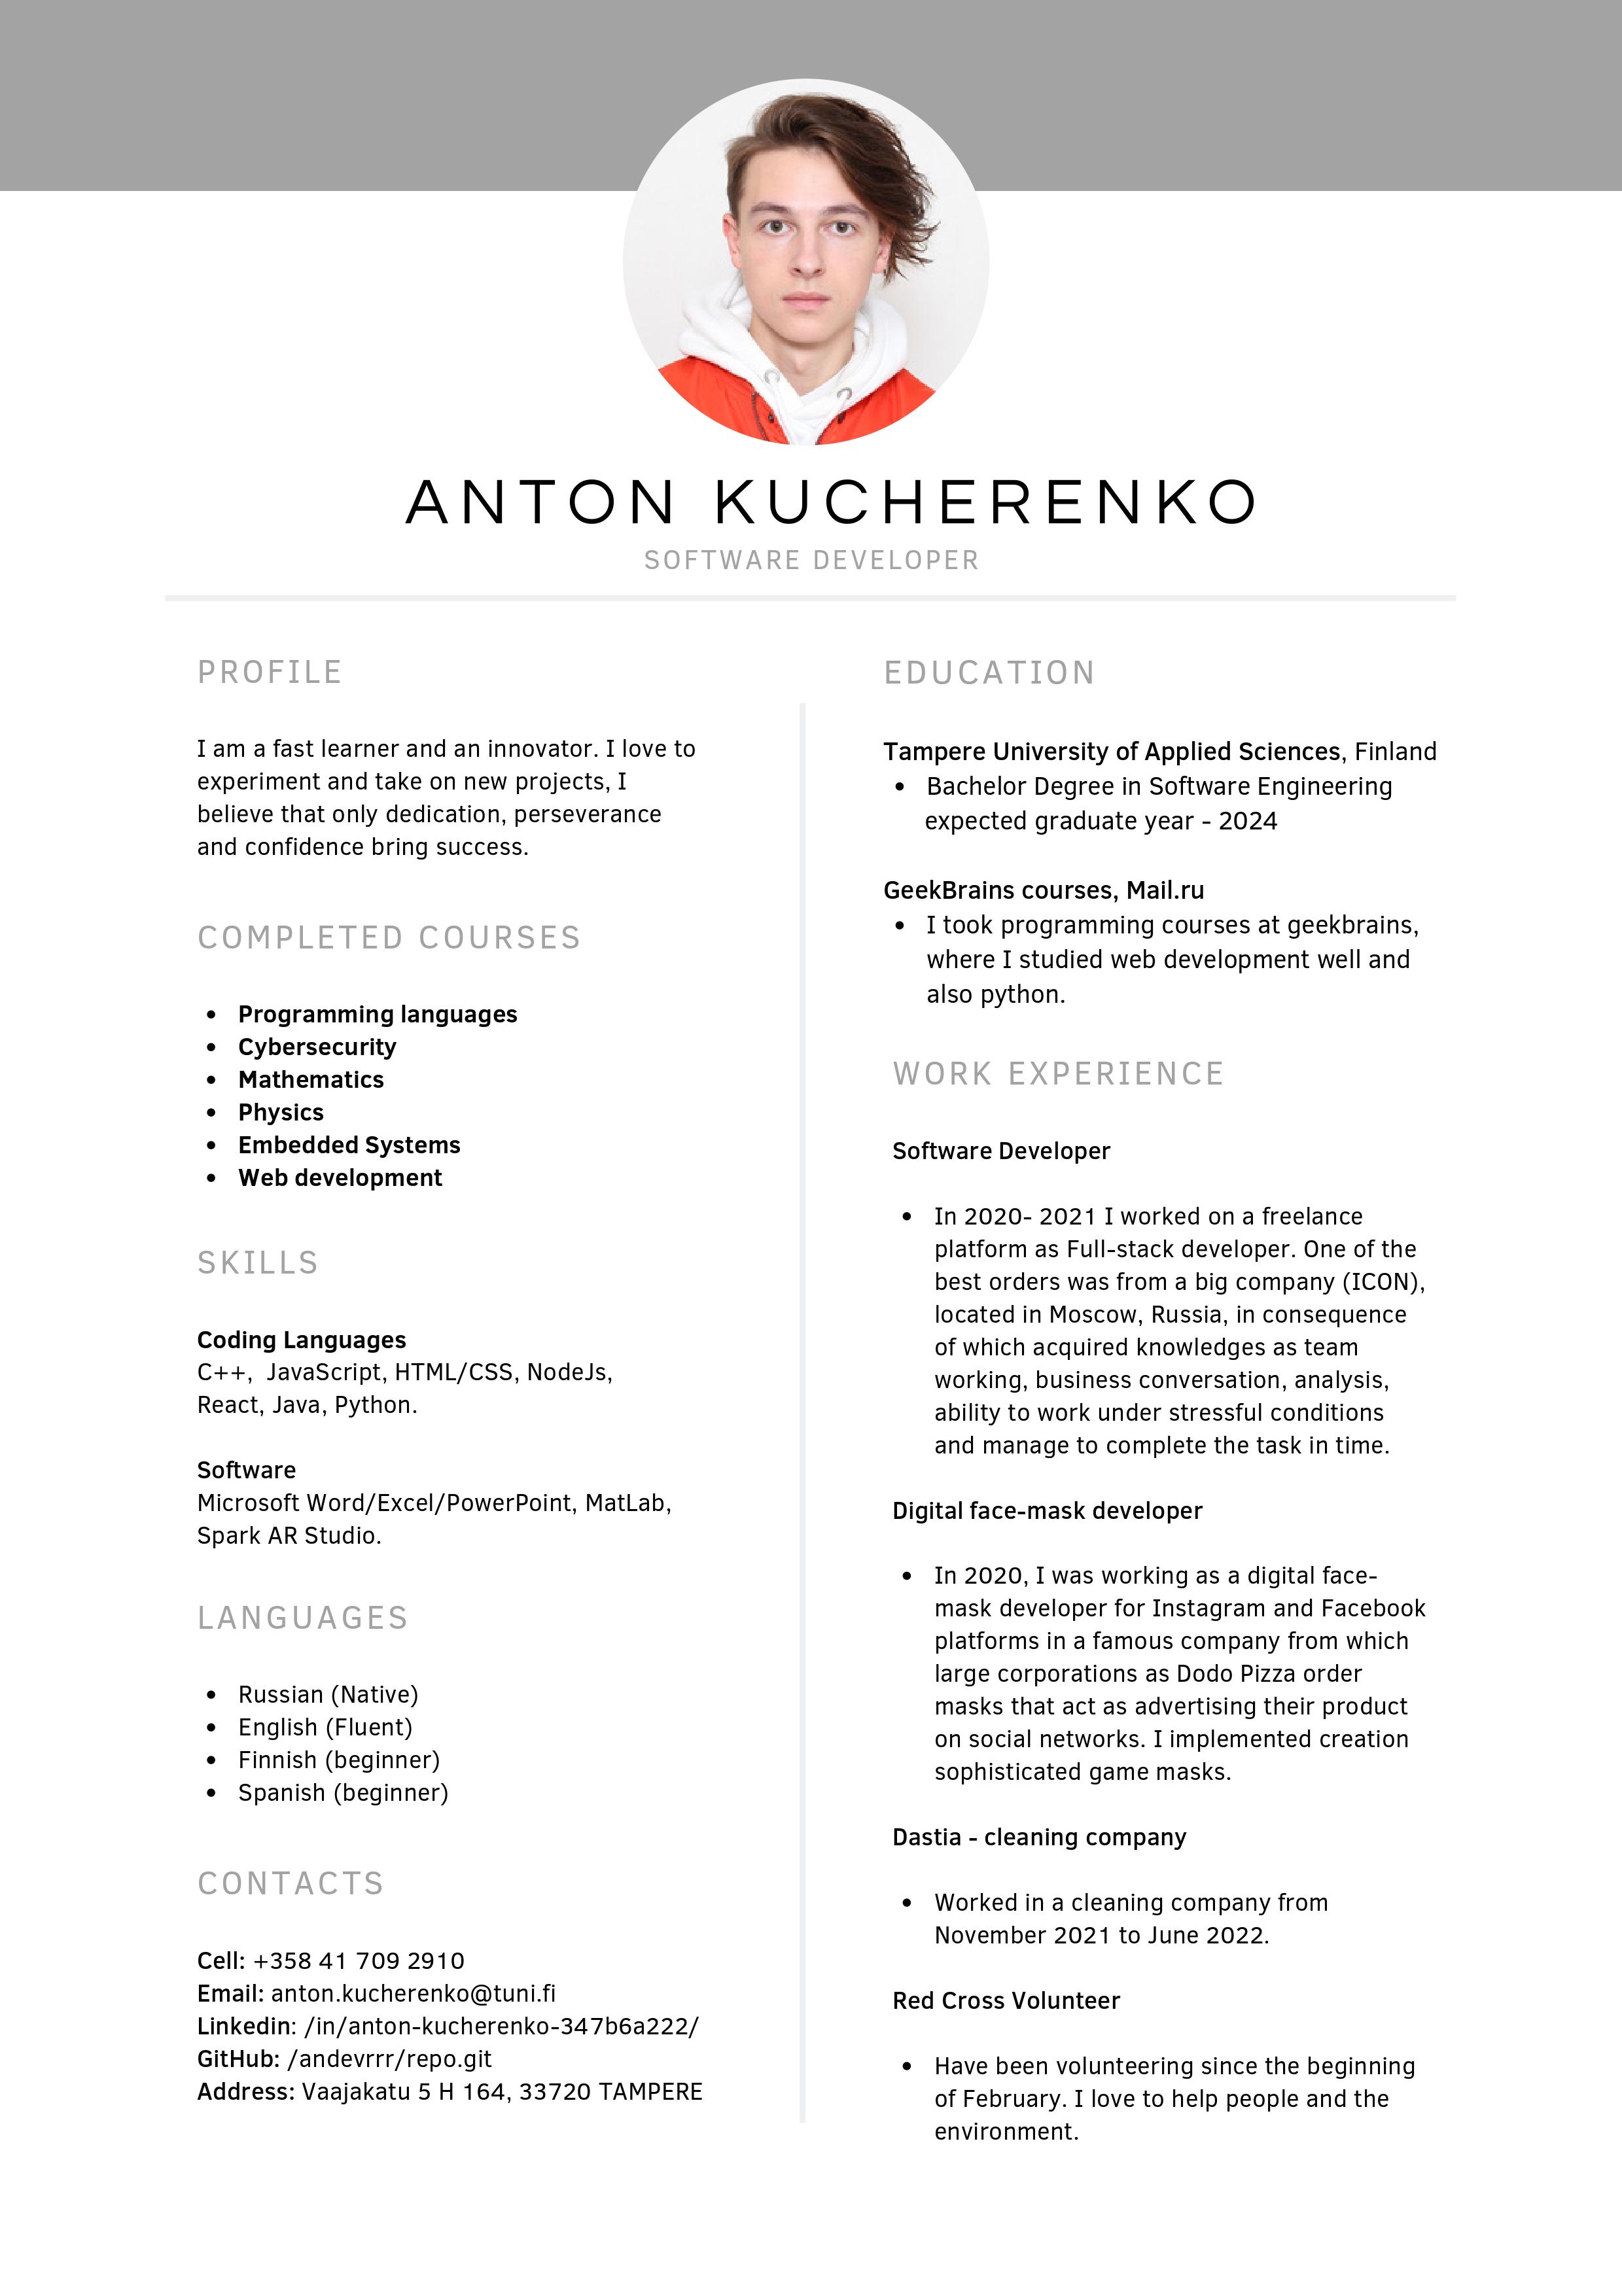 ANTON KUCHERENKO
SOFTWARE DEVELOPER
PROFILE
I am a fast learner and an innovator. I love to
experiment and take on new projects, I
believe that only dedication, perseverance
and confidence bring success.
COMPLETED COURSES
• Programming languages
• Cybersecurity
• Mathematics
• Physics
• Embedded Systems
• Web development
SKILLS
Coding Languages
C++,  JavaScript, HTML/CSS, NodeJs,
React, Java, Python.
Software
Microsoft Word/Excel/PowerPoint, MatLab,
Spark AR Studio.
LANGUAGES
• Russian (Native)
• English (Fluent)
• Finnish (beginner)
• Spanish (beginner)
CONTACTS
Cell: +358 41 709 2910
Email: anton.kucherenko@tuni.fi
Linkedin: /in/anton-kucherenko-347b6a222/
GitHub: /andevrrr/repo.git
Address: Vaajakatu 5 H 164, 33720 TAMPERE
EDUCATION
Tampere University of Applied Sciences, Finland
• Bachelor Degree in Software Engineering
expected graduate year - 2024
GeekBrains courses, Mail.ru
• I took programming courses at geekbrains,
where I studied web development well and
also python.
WORK EXPERIENCE
Software Developer
• In 2020- 2021 I worked on a freelance
platform as Full-stack developer. One of the
best orders was from a big company (ICON),
located in Moscow, Russia, in consequence
of which acquired knowledges as team
working, business conversation, analysis,
ability to work under stressful conditions
and manage to complete the task in time.
Digital face-mask developer
• In 2020, I was working as a digital face-
mask developer for Instagram and Facebook
platforms in a famous company from which
large corporations as Dodo Pizza order
masks that act as advertising their product
on social networks. I implemented creation
sophisticated game masks.
Dastia - cleaning company
• Worked in a cleaning company from
November 2021 to June 2022.
Red Cross Volunteer
• Have been volunteering since the beginning
of February. I love to help people and the
environment.